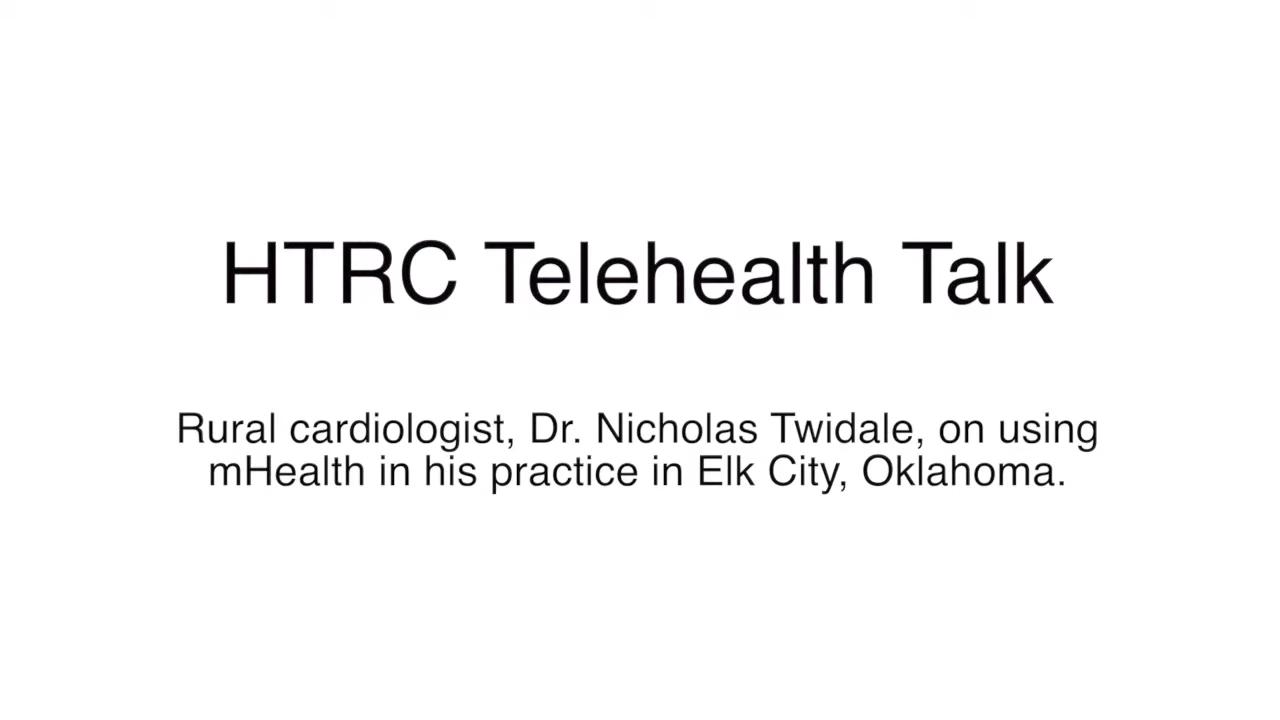 HTRC Telehealth Talk
Rural cardiologist, Dr. Nicholas Twidale, on using
mHealth in his practice in Elk City, Oklahoma.